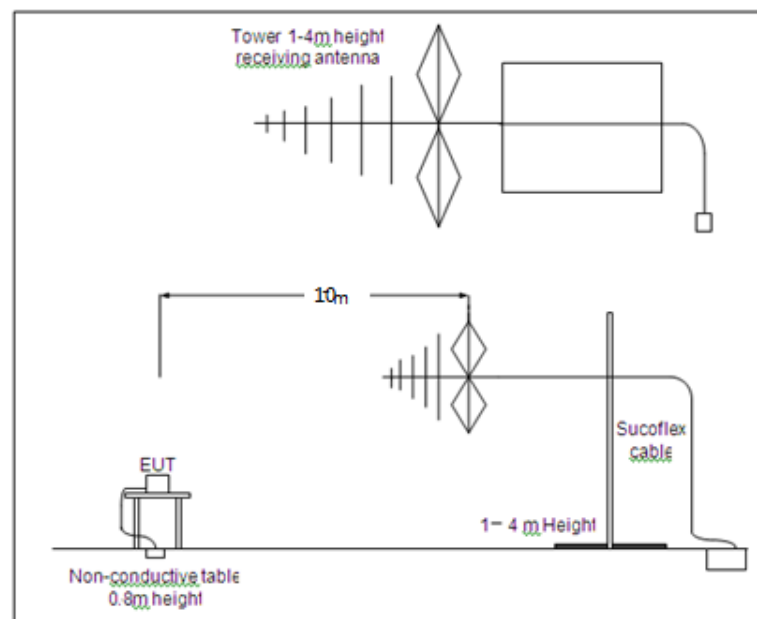 Tower 1-4m height
receiving antenna
10m
EUT
Sucoflex
cable
1– 4 m Height
Non-conductive table
0.8m height